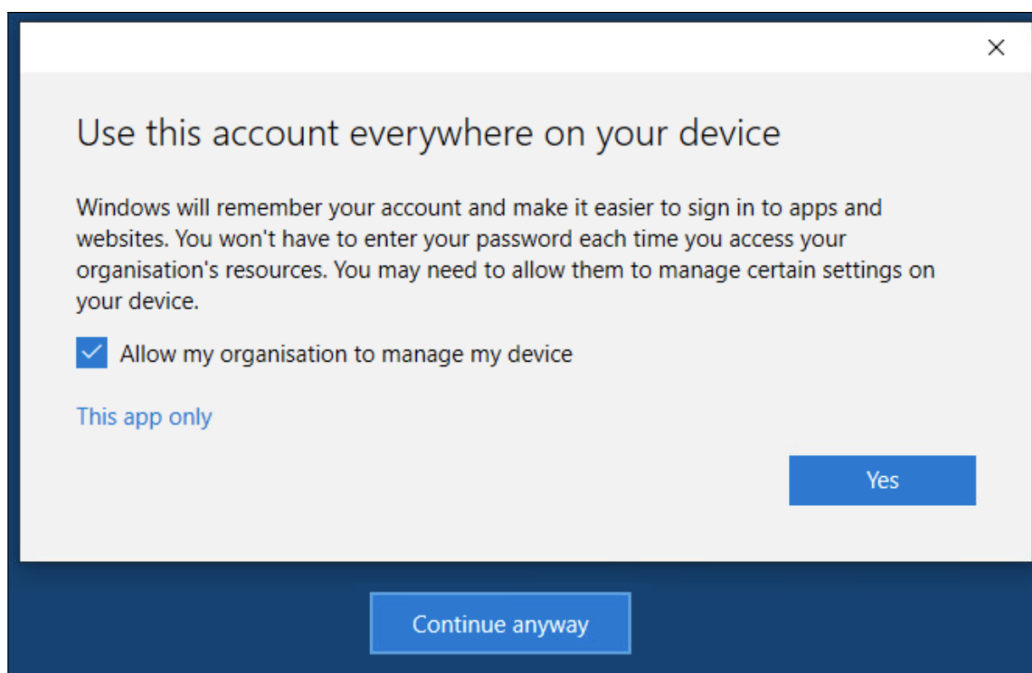 Use this account everywhere on your device
Windows will remember your account and make it easier to sign in to apps and
websites. You won't have to enter your password each time you access your
organisation's resources. You may need to allow them to manage certain settings on
your device.
Allow my organisation to manage my device
This app only
Yes
Continue anyway